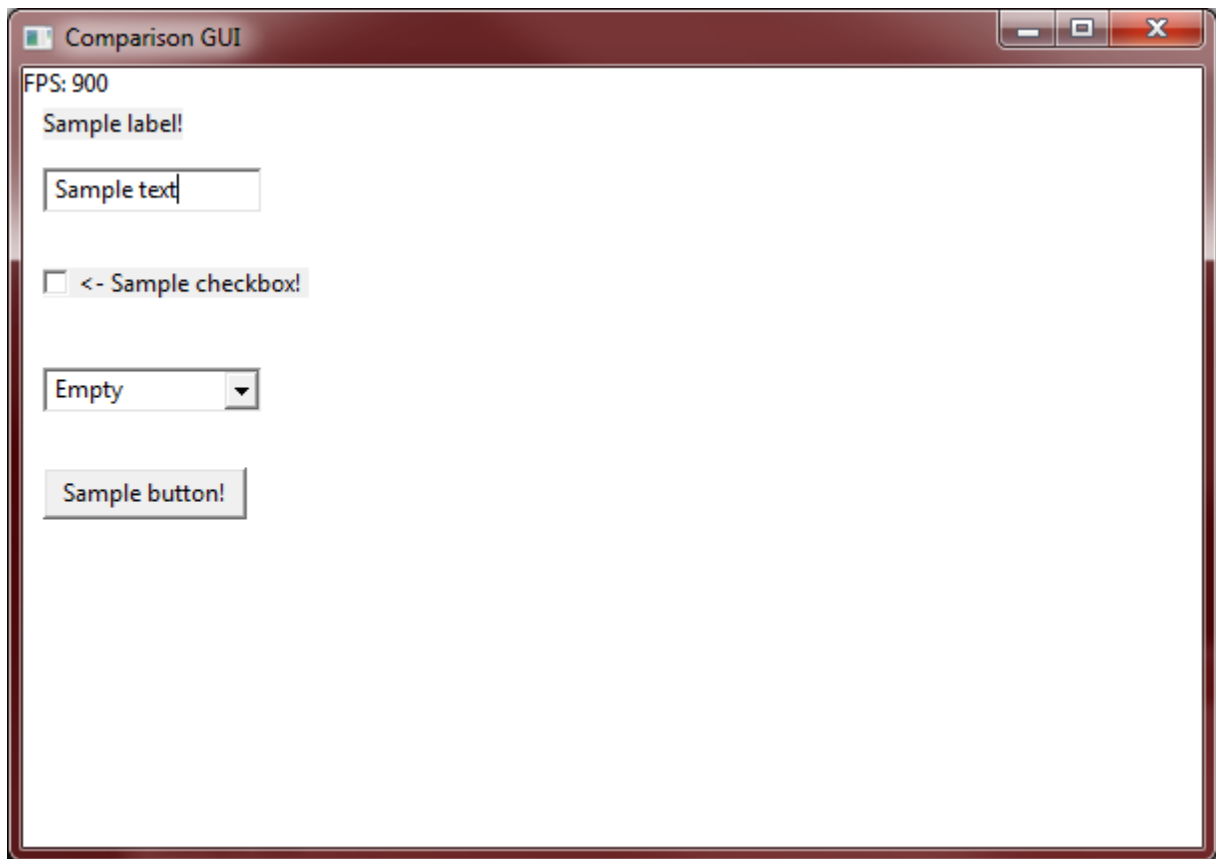 Comparison GUI
FPS: 900
Sample label!
Sample text
<- Sample checkbox!
Empty
Sample button!